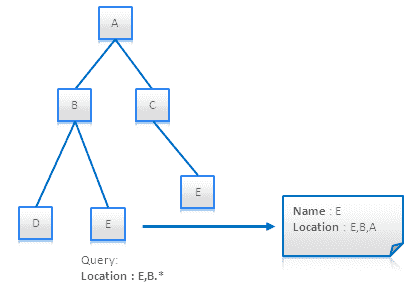 A
B
C
E
D
E
Name : E
Location : E,B,A
Query:
Location : E,B.*